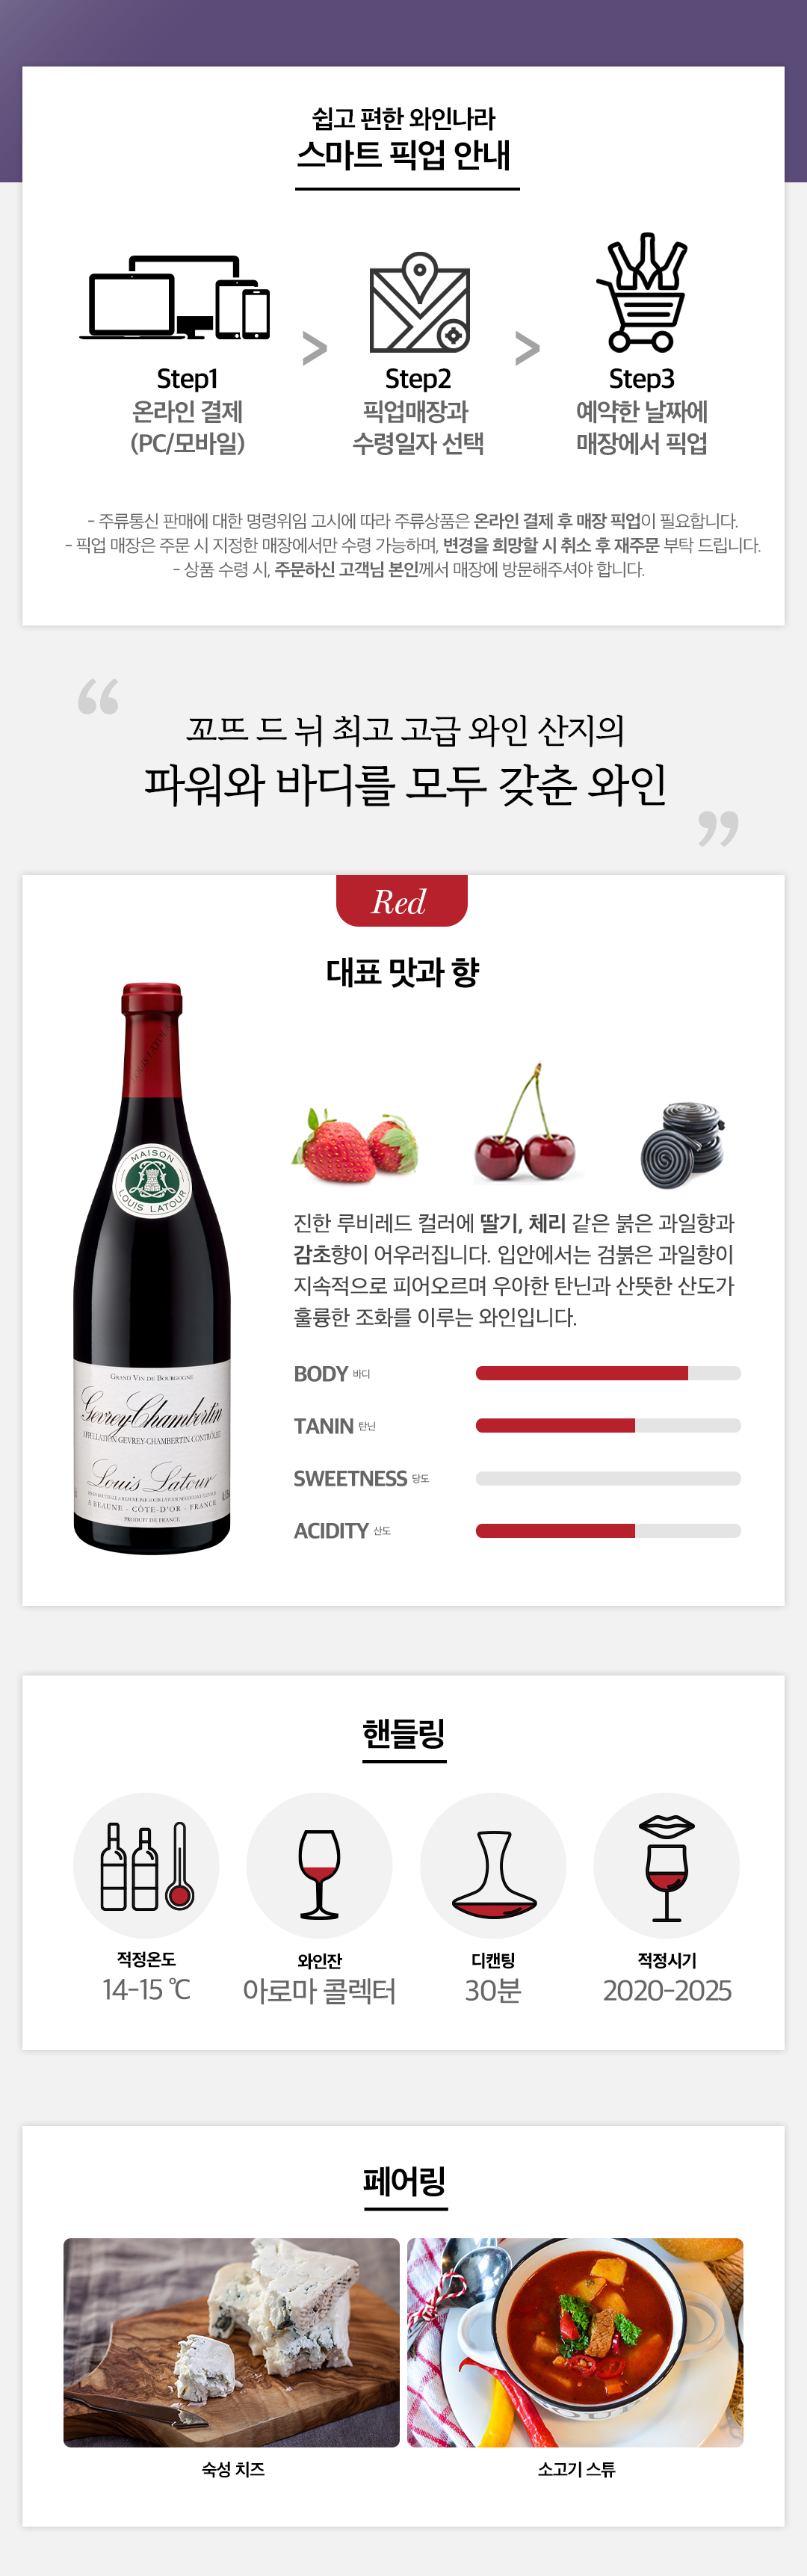 쉽고 편한 와인나라
스마트 픽업 안내
>
>
Step1
온라인 결제
(PC/모바일)
Step2
픽업매장과
수령일자 선택
Step3
예약한 날짜에
매장에서 픽업
- 주류통신 판매에 대한 명령위임 고시에 따라 주류상품은 온라인 결제 후 매장 픽업이 필요합니다.
- 픽업 매장은 주문 시 지정한 매장에서만 수령 가능하며, 변경을 희망할 시 취소 후 재주문 부탁 드립니다.
- 상품 수령 시, 주문하신 고객님 본인께서 매장에 방문해주셔야 합니다.
“
꼬뜨 드 뉘 최고 고급 와인 산지의
파워와 바디를 모두 갖춘 와인
”
Red
대표 맛과 향
LOUIS LATOUR
MAISON
LOUIS LATOUR
GRAND VIN DE BOURGOGNE
Gevrey-Chambertin
APPELLATION GEVREY-CHAMBERTIN CONTRÔLÉE
Louis Latour
A BEAUNE - CÔTE-D'OR - FRANCE
PRODUIT DE FRANCE
진한 루비레드 컬러에 딸기, 체리 같은 붉은 과일향과
감초향이 어우러집니다. 입안에서는 검붉은 과일향이
지속적으로 피어오르며 우아한 탄닌과 산뜻한 산도가
훌륭한 조화를 이루는 와인입니다.
BODY 바디
TANIN 탄닌
SWEETNESS 당도
ACIDITY 산도
핸들링
적정온도
14-15 ℃
와인잔
아로마 콜렉터
디캔팅
30분
적정시기
2020-2025
페어링
숙성 치즈
소고기 스튜